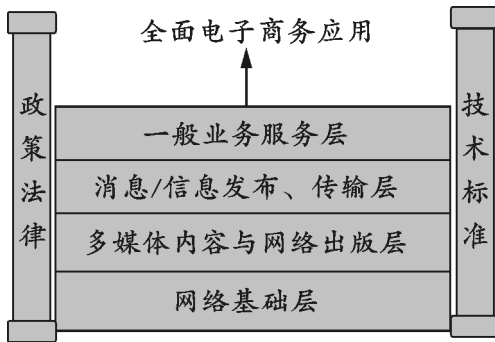 全面电子商务应用
政策法律
一般业务服务层
消息/信息发布、传输层
多媒体内容与网络出版层
网络基础层
技术标准